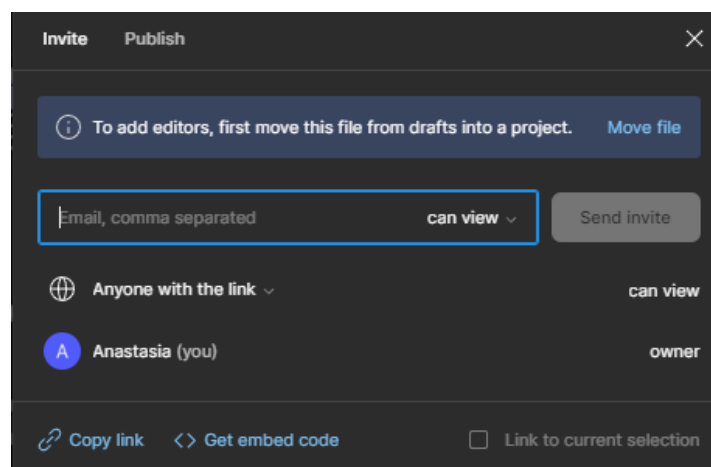 Invite Publish
To add editors, first move this file from drafts into a project. Move file
Email, comma separated can view Send invite
Anyone with the link can view
A Anastasia (you) owner
Copy link <> Get embed code Link to current selection